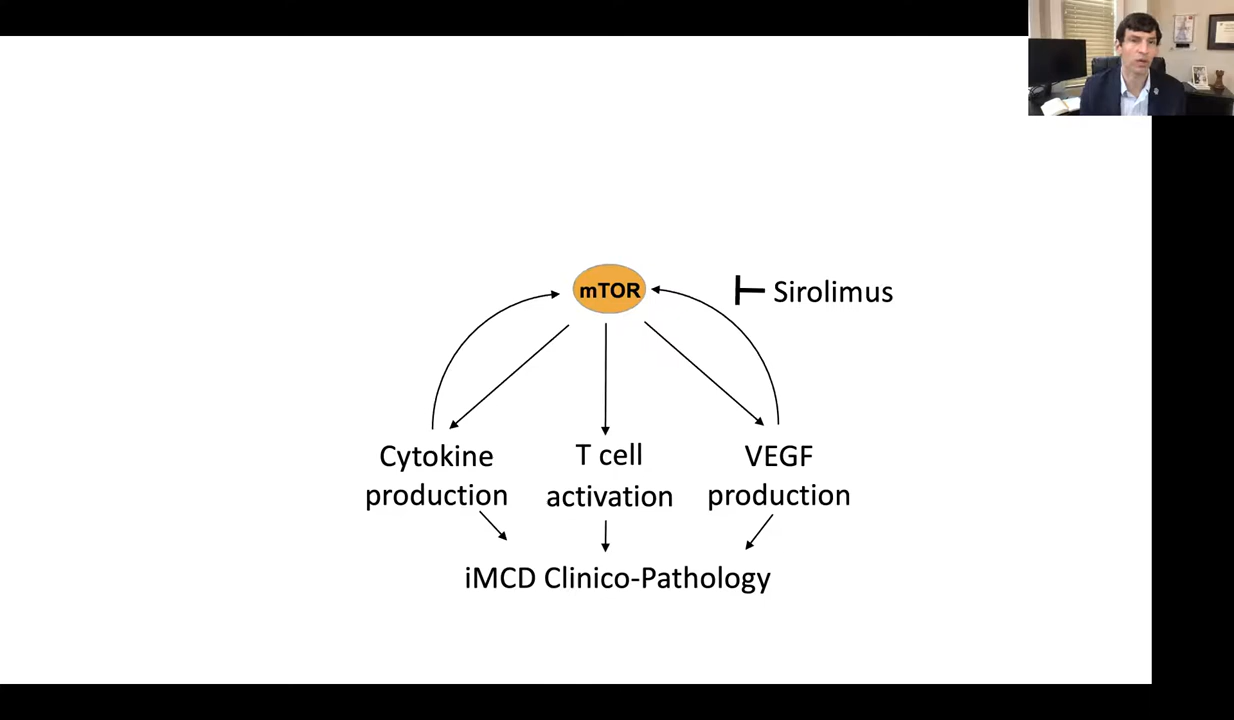 mTOR
Sirolimus
Cytokine
production
T cell
activation
VEGF
production
iMCD Clinico-Pathology